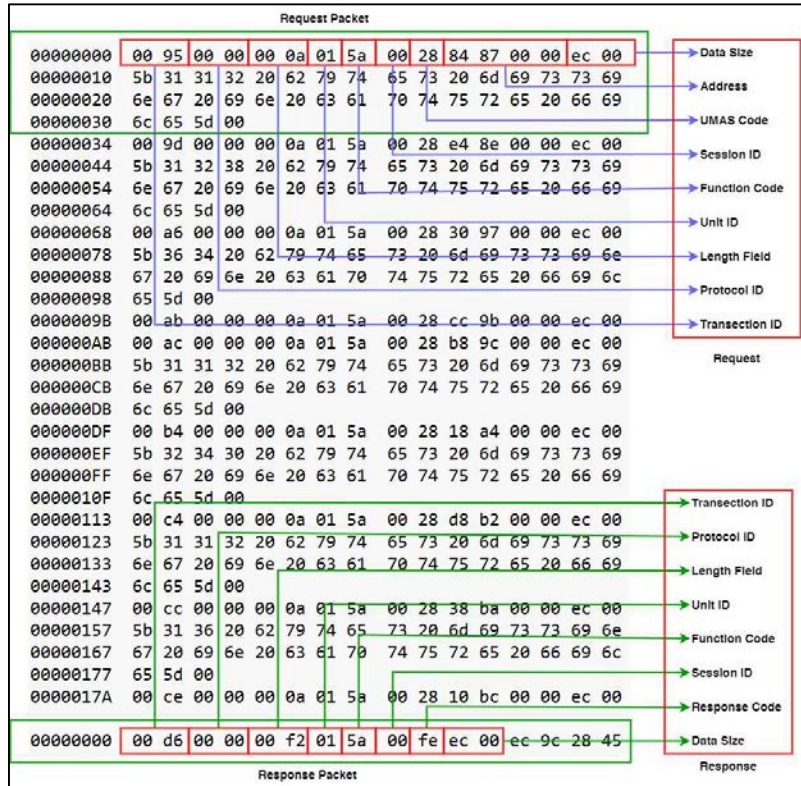 Request Packet
00000000 00 95 00 00 00 0a 01 5a 00 28 84 87 00 00 ec 00
00000010 5b 31 31 32 20 62 79 74 65 73 20 6d 69 73 73 69
00000020 6e 67 20 69 6e 20 63 61 70 74 75 72 65 20 66 69
00000030 6c 65 5d 00
00000034 00 9d 00 00 00 0a 01 5a 00 28 e4 8e 00 00 ec 00
00000044 5b 31 32 38 20 62 79 74 65 73 20 6d 69 73 73 69
00000054 6e 67 20 69 6e 20 63 61 70 74 75 72 65 20 66 69
00000064 6c 65 5d 00
00000068 00 a6 00 00 00 0a 01 5a 00 28 30 97 00 00 ec 00
00000078 5b 36 34 20 62 79 74 65 73 20 6d 69 73 73 69 6e
00000088 67 20 69 6e 20 63 61 70 74 75 72 65 20 66 69 6c
00000098 65 5d 00
0000009B 00 ab 00 00 00 0a 01 5a 00 28 cc 9b 00 00 ec 00
000000AB 00 ac 00 00 00 0a 01 5a 00 28 b8 9c 00 00 ec 00
000000BB 5b 31 31 32 20 62 79 74 65 73 20 6d 69 73 73 69
000000CB 6e 67 20 69 6e 20 63 61 70 74 75 72 65 20 66 69
000000DB 6c 65 5d 00
000000DF 00 b4 00 00 00 0a 01 5a 00 28 18 a4 00 00 ec 00
000000EF 5b 32 34 30 20 62 79 74 65 73 20 6d 69 73 73 69
000000FF 6e 67 20 69 6e 20 63 61 70 74 75 72 65 20 66 69
0000010F 6c 65 5d 00
00000113 00 c4 00 00 00 0a 01 5a 00 28 d8 b2 00 00 ec 00
00000123 5b 31 31 32 20 62 79 74 65 73 20 6d 69 73 73 69
00000133 6e 67 20 69 6e 20 63 61 70 74 75 72 65 20 66 69
00000143 6c 65 5d 00
00000147 00 cc 00 00 00 0a 01 5a 00 28 38 ba 00 00 ec 00
00000157 5b 31 36 20 62 79 74 65 73 20 6d 69 73 73 69 6e
00000167 67 20 69 6e 20 63 61 70 74 75 72 65 20 66 69 6c
00000177 65 5d 00
0000017A 00 ce 00 00 00 0a 01 5a 00 28 10 bc 00 00 ec 00
00000000 00 d6 00 00 00 f2 01 5a 00 fe ec 00 ec 9c 28 45
Response Packet
Data Size
Address
UMAS Code
Session ID
Function Code
Unit ID
Length Field
Protocol ID
Transection ID
Request
Transection ID
Protocol ID
Length Field
Unit ID
Function Code
Session ID
Response Code
Data Size
Response